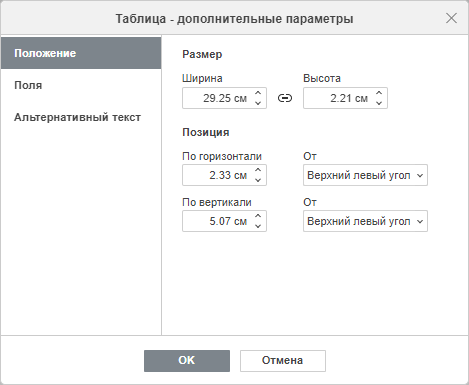 Таблица - дополнительные параметры
Положение
Поля
Альтернативный текст
Размер
Ширина Высота
29.25 см 2.21 см
Позиция
По горизонтали От
2.33 см Верхний левый угол
По вертикали От
5.07 см Верхний левый угол
OK Отмена